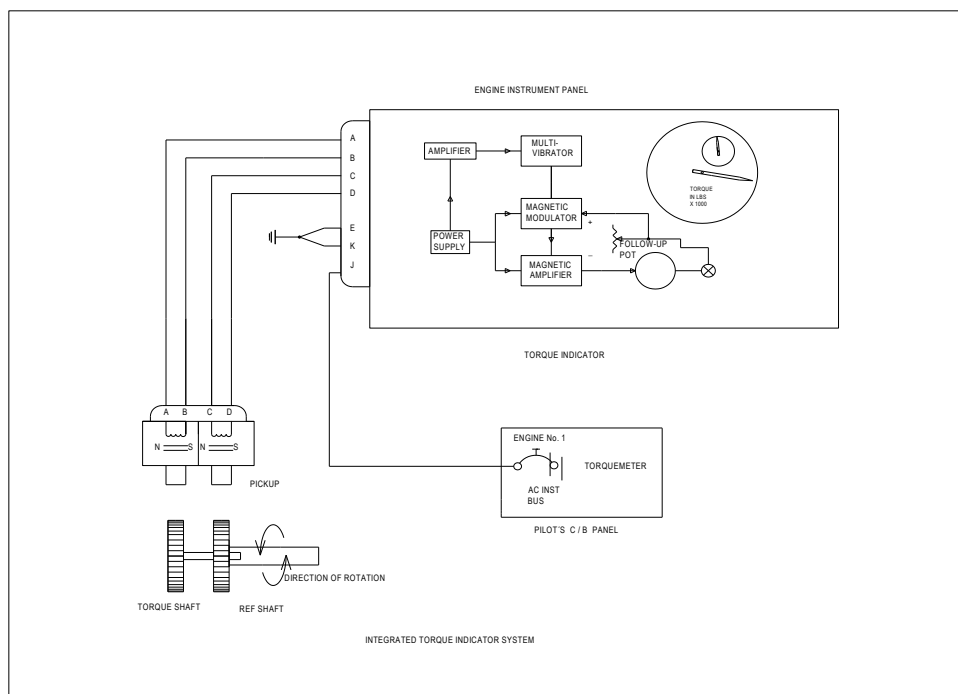 ENGINE INSTRUMENT PANEL
A
B
C
D
E
K
J
AMPLIFIER
MULTI-
VIBRATOR
MAGNETIC
MODULATOR
POWER
SUPPLY
MAGNETIC
AMPLIFIER
+
–
FOLLOW-UP
POT
TORQUE
IN LBS
X 1000
TORQUE INDICATOR
A B C D
N S N S
PICKUP
ENGINE No. 1
TORQUEMETER
AC INST
BUS
PILOT'S C / B PANEL
DIRECTION OF ROTATION
TORQUE SHAFT
REF SHAFT
INTEGRATED TORQUE INDICATOR SYSTEM